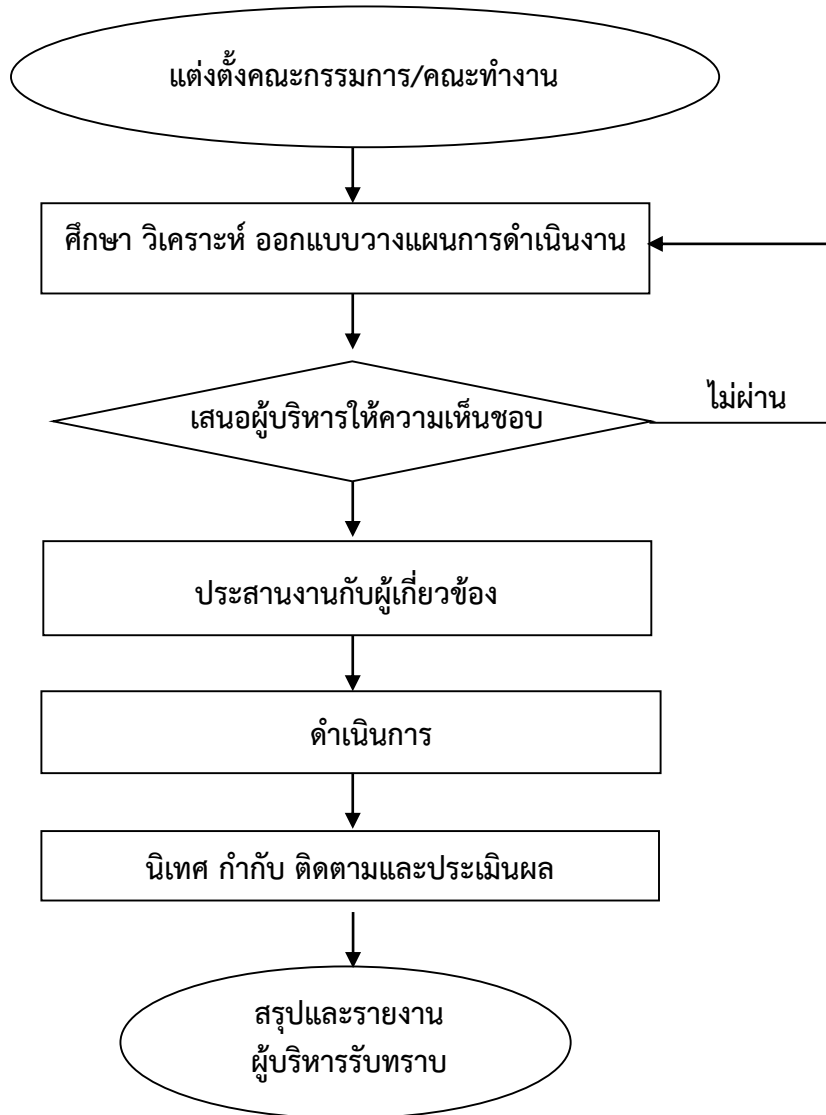 แต่งตั้งคณะกรรมการ/คณะทำงาน
ศึกษา วิเคราะห์ ออกแบบวางแผนการดำเนินงาน
เสนอผู้บริหารให้ความเห็นชอบ
ไม่ผ่าน
ประสานงานกับผู้เกี่ยวข้อง
ดำเนินการ
นิเทศ กำกับ ติดตามและประเมินผล
สรุปและรายงาน
ผู้บริหารรับทราบ